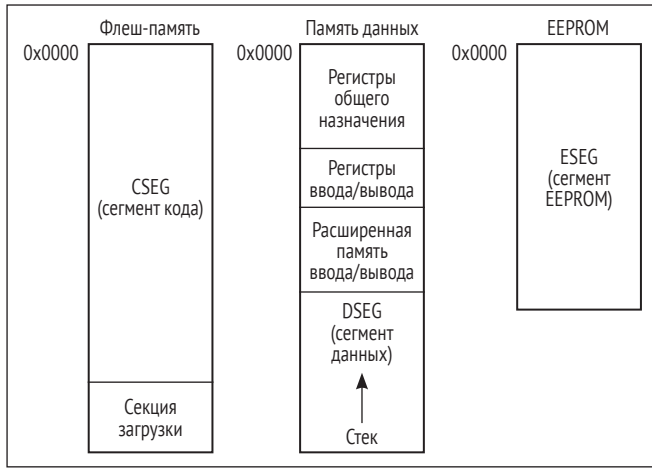 Флеш-память
0x0000
CSEG
(сегмент кода)
Секция
загрузки
Память данных
0x0000
Регистры
общего
назначения
Регистры
ввода/вывода
Расширенная
память
ввода/вывода
DSEG
(сегмент
данных)
Стек
EEPROM
0x0000
ESEG
(сегмент
EEPROM)